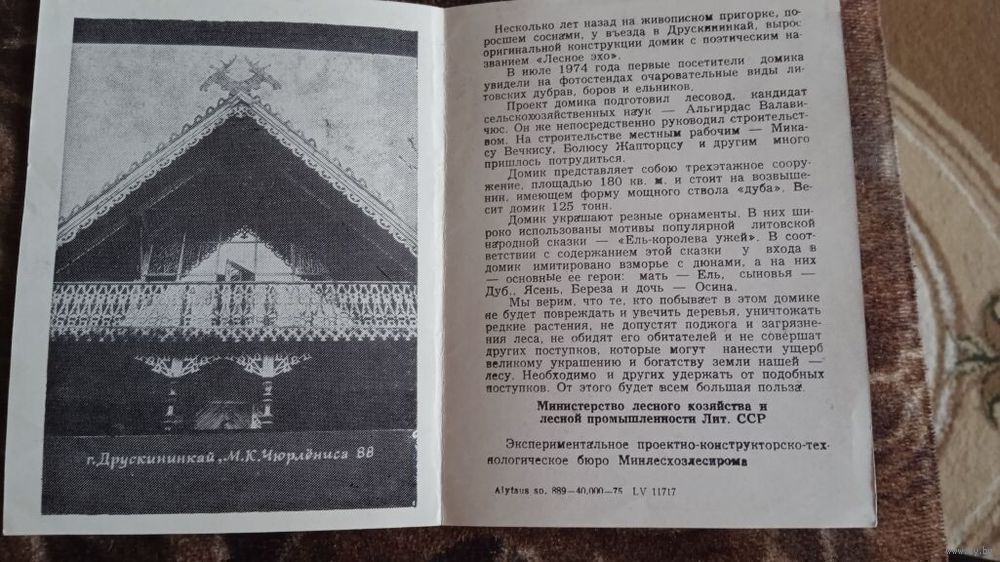 г.Друскининкай, М.К.Чюрлёниса 88
Несколько лет назад на живописном пригорке, по-
росшем соснами, у въезда в Друскининкай, вырос
оригинальной конструкции домик с поэтическим на-
званием «Лесное эхо».
В июле 1974 года первые посетители домика
увидели на фотостендах очаровательные виды ли-
товских дубрав, боров и ельников.
Проект домика подготовил лесовод, кандидат
сельскохозяйственных наук — Альгирдас Валави-
чюс. Он же непосредственно руководил строительст-
вом. На строительстве местным рабочим — Мика-
су Вечкису, Болюсу Жапторцсу и другим много
пришлось потрудиться.
Домик представляет собою трехэтажное соору-
жение, площадью 180 кв. м. и стоит на возвыше-
нии, имеющем форму мощного ствола «дуба». Ве-
сит домик 125 тонн.
Домик украшают резные орнаменты. В них ши-
роко использованы мотивы популярной литовской
народной сказки — «Ель-королева ужей». В соот-
ветствии с содержанием этой сказки у входа в
домик имитировано взморье с дюнами, а на них
— основные ее герои: мать — Ель, сыновья —
Дуб., Ясень, Береза и дочь — Осина.
Мы верим, что те, кто побывает в этом домике
не будет повреждать и увечить деревья, уничтожать
редкие растения, не допустят поджога и загрязне-
ния леса, не обидят его обитателей и не совершат
других поступков, которые могут нанести ущерб
великому украшению и богатству земли нашей —
лесу. Необходимо и других удержать от подобных
поступков. От этого будет всем большая польза.
Министерство лесного козяйства и
лесной промышленности Лит. ССР
Экспериментальное проектно-конструкторско-тех-
нологическое бюро Минлесхозлесирома
Alytaus sp. 889—40,000—75 LV 11717